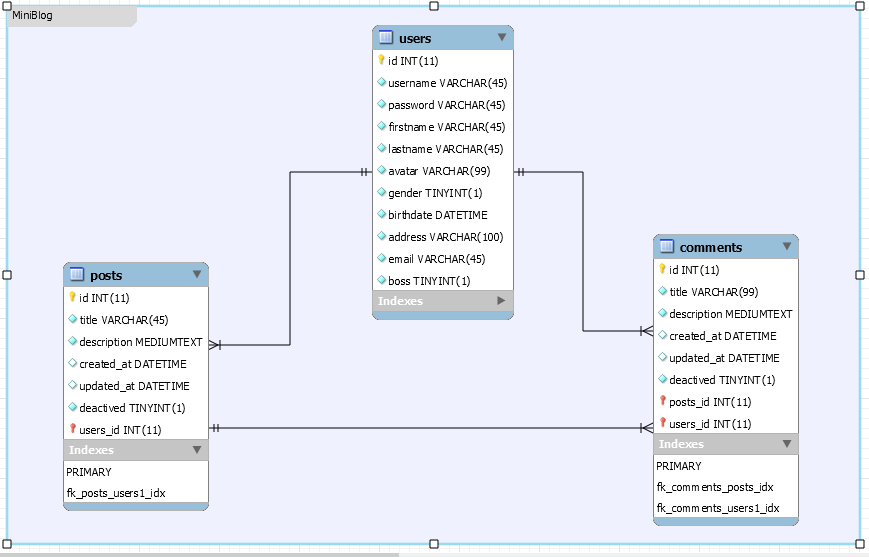 MiniBlog
users
id INT(11)
username VARCHAR(45)
password VARCHAR(45)
firstname VARCHAR(45)
lastname VARCHAR(45)
avatar VARCHAR(99)
gender TINYINT(1)
birthdate DATETIME
address VARCHAR(100)
email VARCHAR(45)
boss TINYINT(1)
Indexes
posts
id INT(11)
title VARCHAR(45)
description MEDIUMTEXT
created_at DATETIME
updated_at DATETIME
deactived TINYINT(1)
users_id INT(11)
Indexes
PRIMARY
fk_posts_users1_idx
comments
id INT(11)
title VARCHAR(99)
description MEDIUMTEXT
created_at DATETIME
updated_at DATETIME
deactived TINYINT(1)
posts_id INT(11)
users_id INT(11)
Indexes
PRIMARY
fk_comments_posts_idx
fk_comments_users1_idx